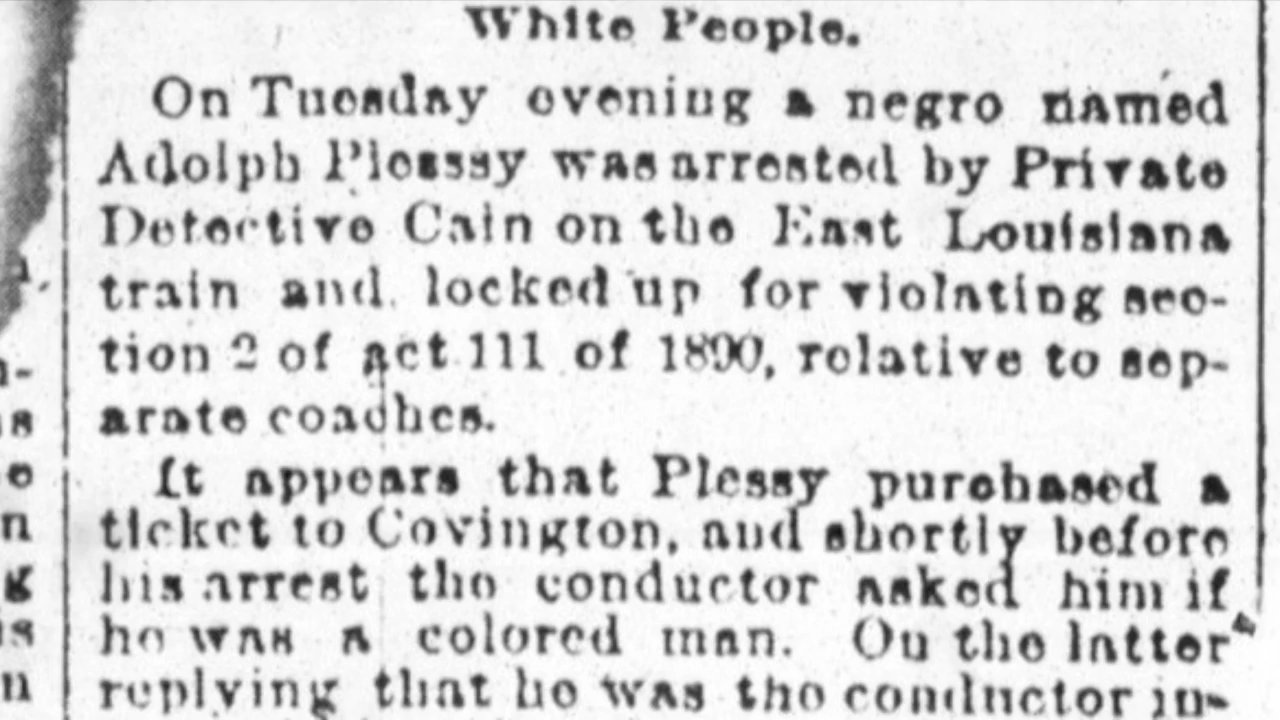 White People.
On Tuesday evening a negro named
Adolph Plesssy was arrested by Private
Detective Cain on the East Louisiana
train and locked up for violating sec-
tion 2 of act 111 of 1890, relative to sep-
arate coaches.
It appears that Plessy purchased a
ticket to Covington, and shortly before
his arrest the conductor asked him if
he was a colored man. On the latter
replying that he was the conductor in-